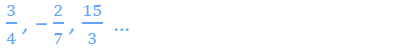 3/4 , − 2/7 , 15/3 ...